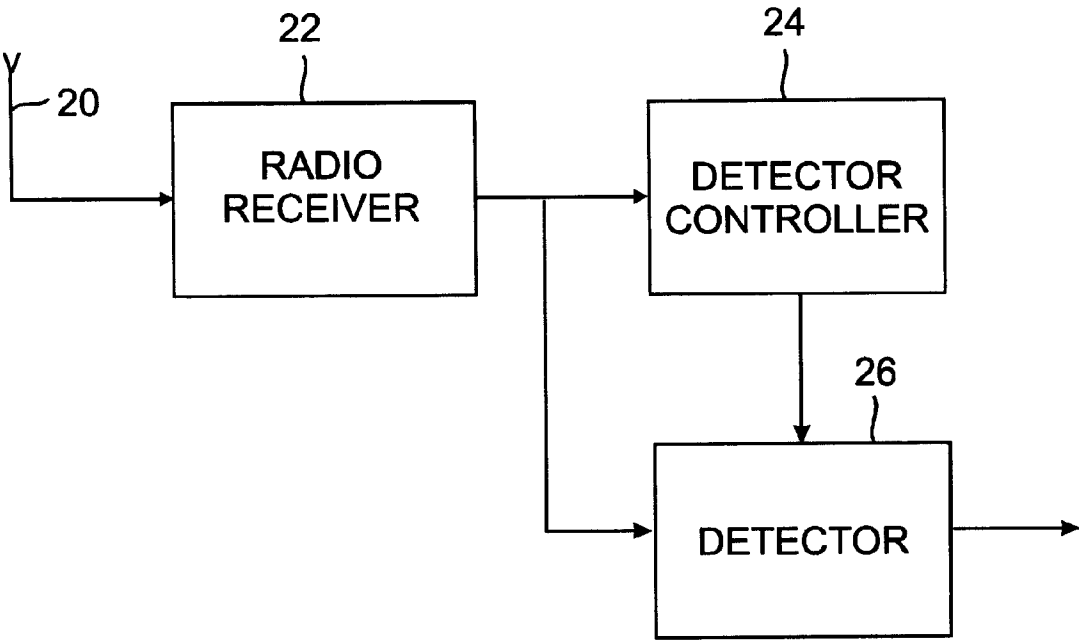 22
24
20
RADIO
RECEIVER
DETECTOR
CONTROLLER
26
DETECTOR